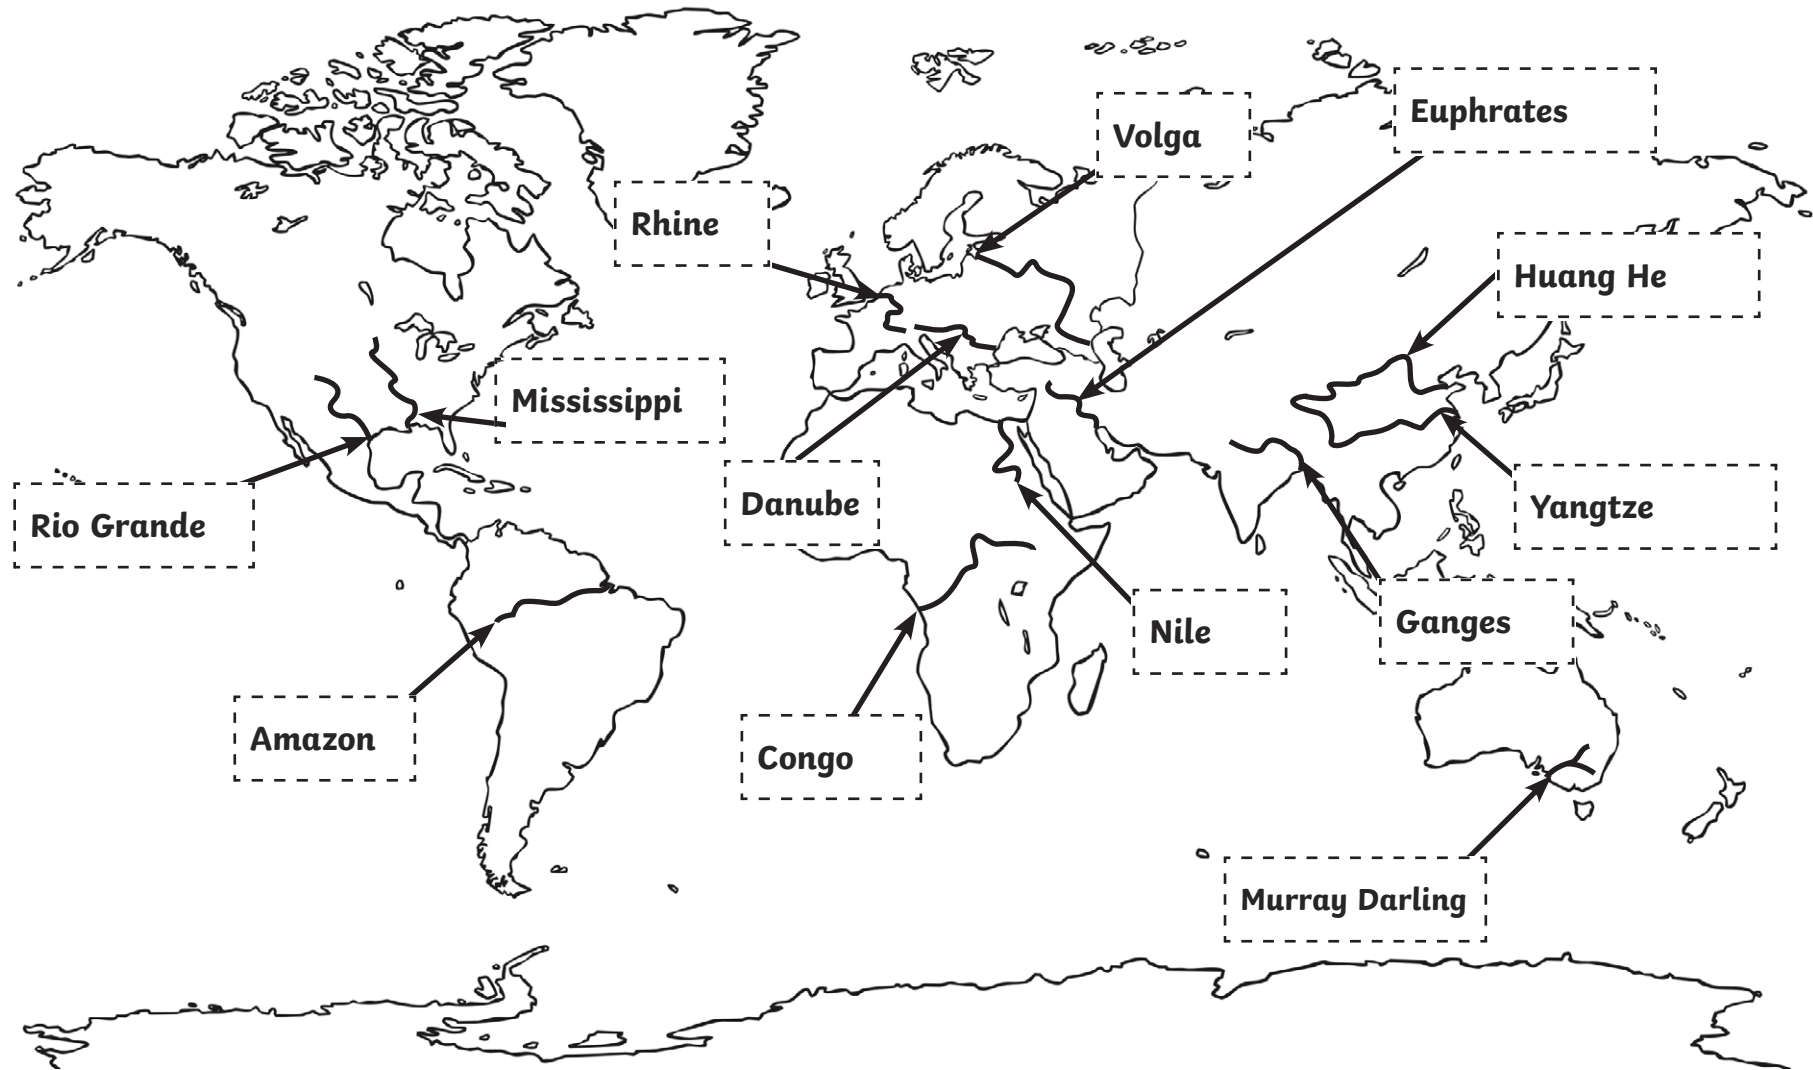 Euphrates
Volga
Rhine
Huang He
Mississippi
Danube
Yangtze
Rio Grande
Ganges
Nile
Amazon
Congo
Murray Darling